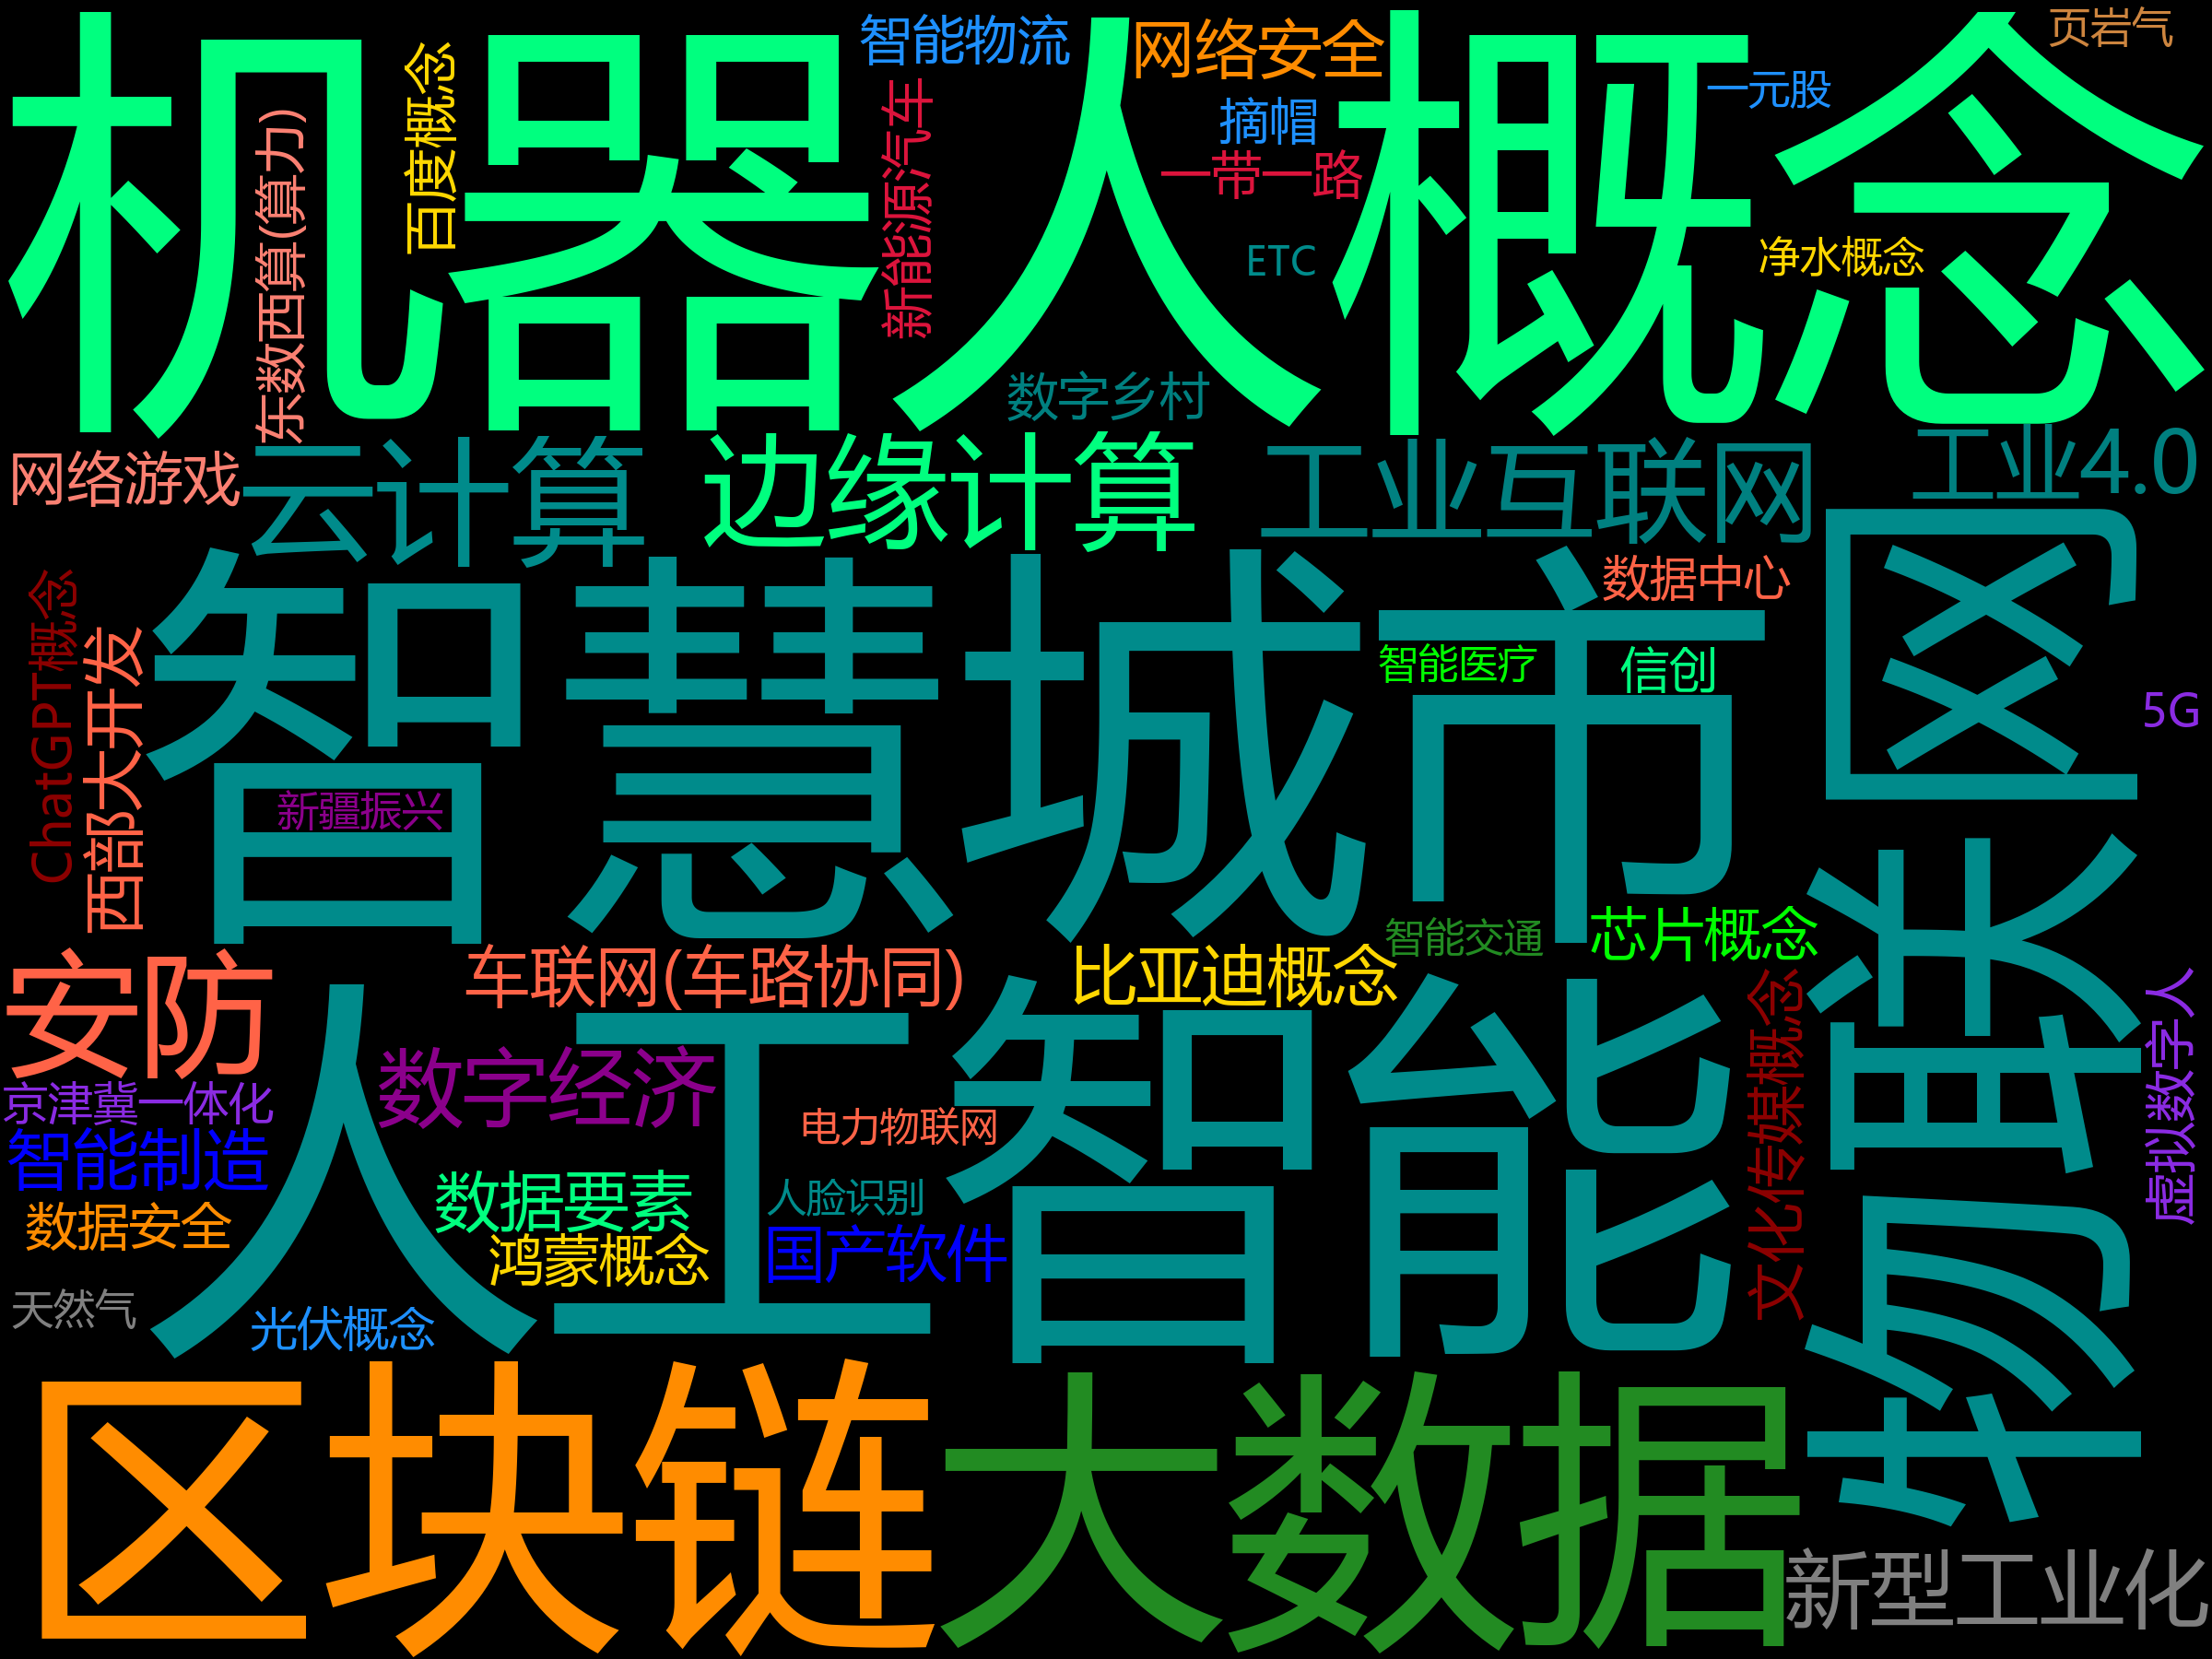 机器人概念
智能物流
网络安全
页岩气
一元股
摘帽
一带一路
百度概念
新能源汽车
东数西算(算力)
ETC
净水概念
数字乡村
网络游戏
云计算
边缘计算
工业互联网
工业4.0
智慧城市
数据中心
智能医疗
信创
5G
ChatGPT概念
西部大开发
新疆振兴
物联网
智能交通
芯片概念
车联网(车路协同)
比亚迪概念
安防
人工智能
数字经济
京津冀一体化
智能制造
电力物联网
文化传媒概念
虚拟数字人
数据要素
人脸识别
数据安全
鸿蒙概念
国产软件
天然气
光伏概念
区块链
大数据
新型工业化